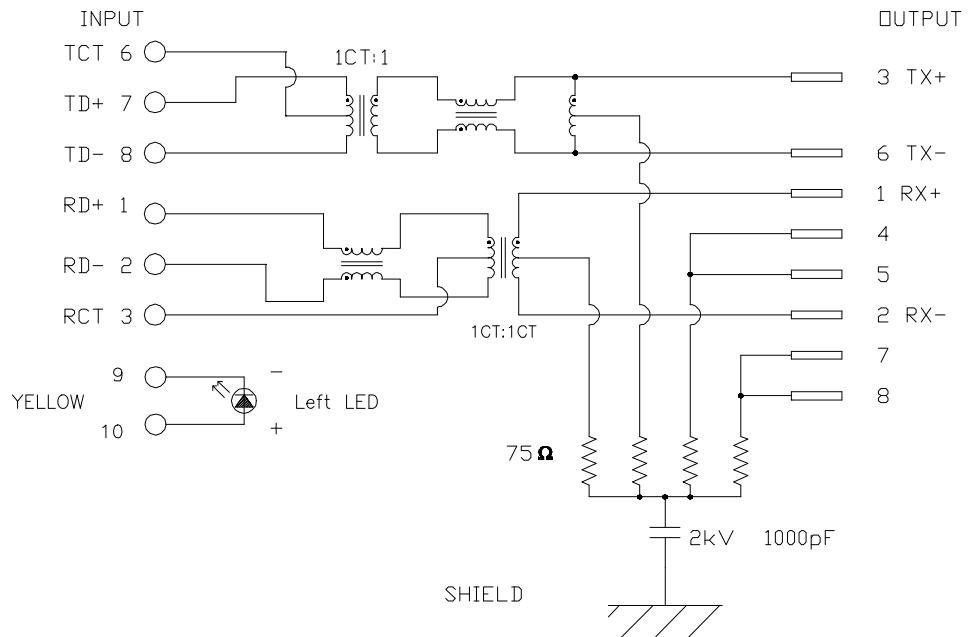 INPUT OUTPUT
TCT 6
1CT:1
3 TX+
TD+ 7
TD- 8
6 TX-
RD+ 1
1 RX+
4
RD- 2
5
RCT 3
2 RX-
1CT:1CT
7
9 -
YELLOW Left LED
8
10 +
75Ω
2kV 1000pF
SHIELD